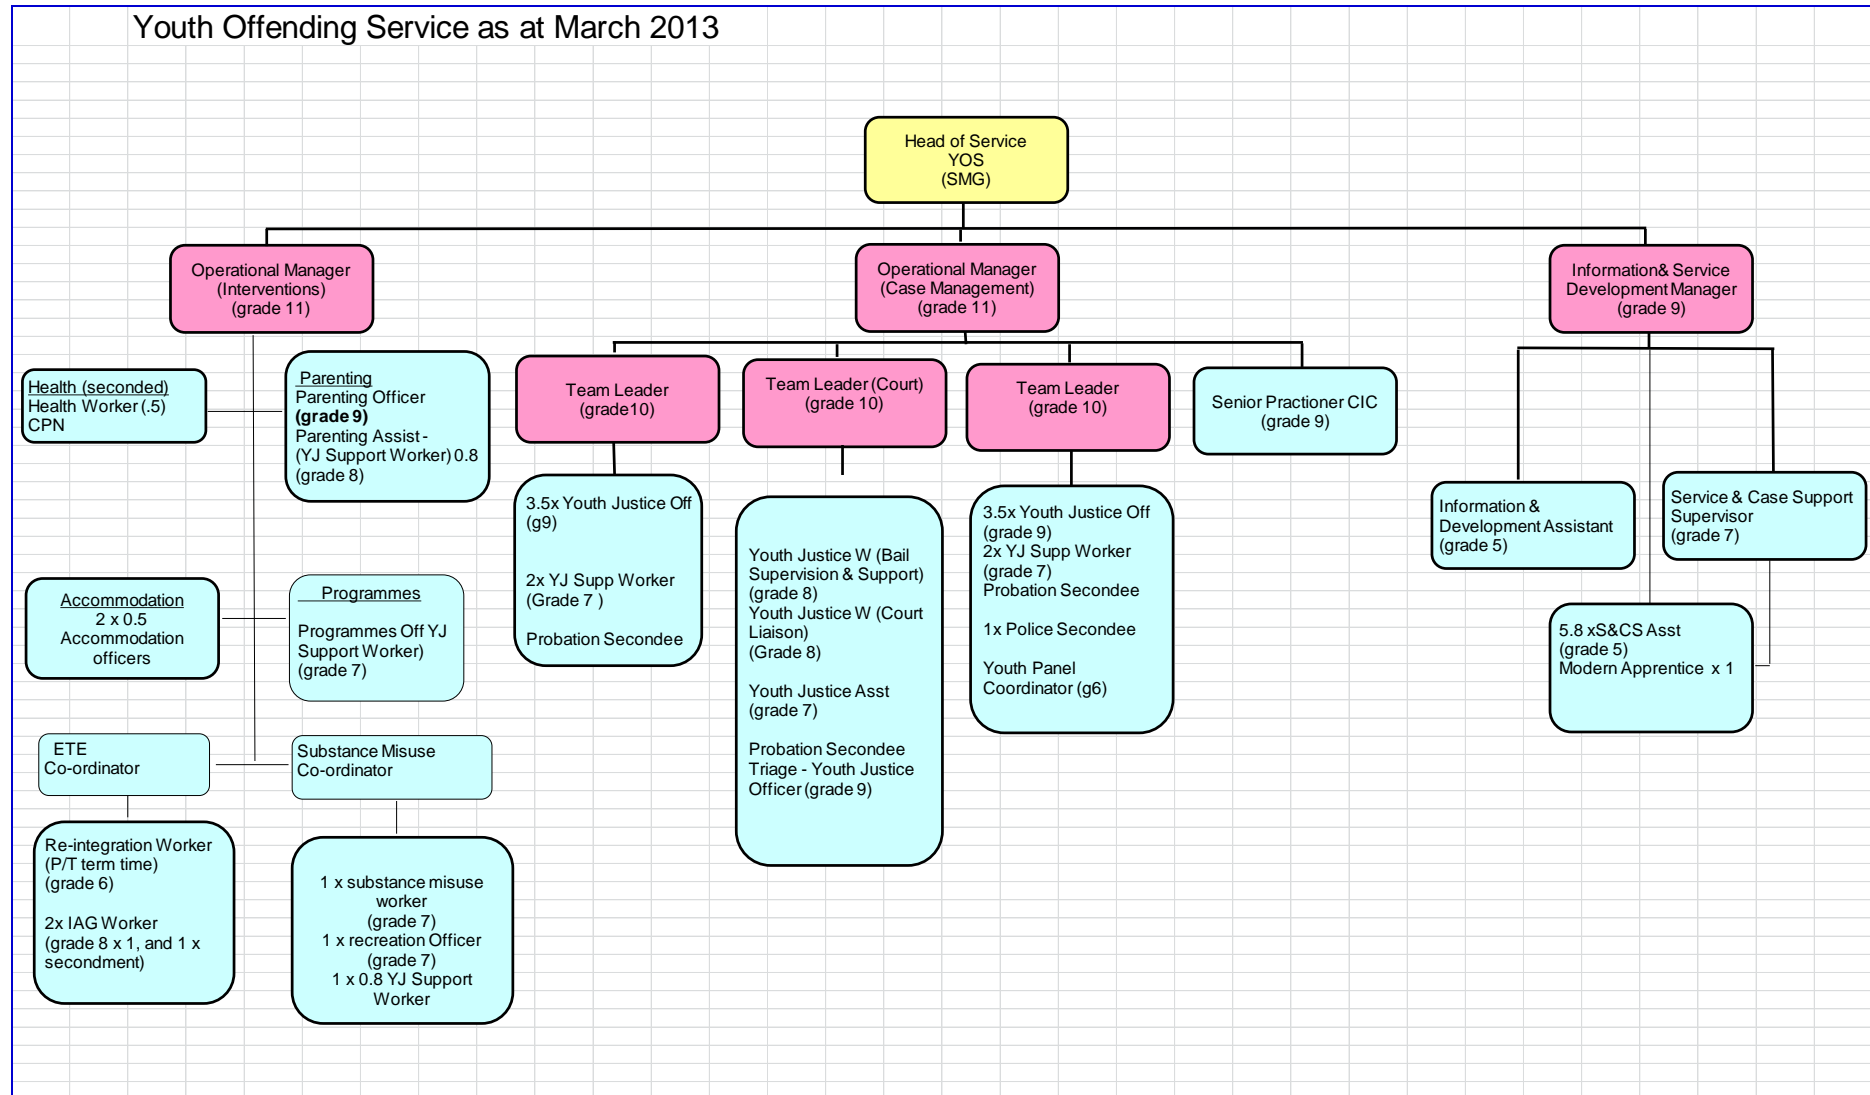 Youth Offending Service as at March 2013
Head of Service
YOS
(SMG)
Operational Manager
(Interventions)
(grade 11)
Operational Manager
(Case Management)
(grade 11)
Information& Service
Development Manager
(grade 9)
Health (seconded)
Health Worker (.5)
CPN
Parenting
Parenting Officer
(grade 9)
Parenting Assist -
(YJ Support Worker) 0.8
(grade 8)
Team Leader
(grade10)
Team Leader (Court)
(grade 10)
Team Leader
(grade 10)
Senior Practioner CIC
(grade 9)
3.5x Youth Justice Off
(g9)
2x YJ Supp Worker
(Grade 7 )
Probation Secondee
Youth Justice W (Bail
Supervision & Support)
(grade 8)
Youth Justice W (Court
Liaison)
(Grade 8)
Youth Justice Asst
(grade 7)
Probation Secondee
Triage - Youth Justice
Officer (grade 9)
3.5x Youth Justice Off
(grade 9)
2x YJ Supp Worker
(grade 7)
Probation Secondee
1x Police Secondee
Youth Panel
Coordinator (g6)
Information &
Development Assistant
(grade 5)
Service & Case Support
Supervisor
(grade 7)
5.8 xS&CS Asst
(grade 5)
Modern Apprentice x 1
Accommodation
2 x 0.5
Accommodation
officers
Programmes
Programmes Off YJ
Support Worker)
(grade 7)
ETE
Co-ordinator
Substance Misuse
Co-ordinator
Re-integration Worker
(P/T term time)
(grade 6)
2x IAG Worker
(grade 8 x 1, and 1 x
secondment)
1 x substance misuse
worker
(grade 7)
1 x recreation Officer
(grade 7)
1 x 0.8 YJ Support
Worker